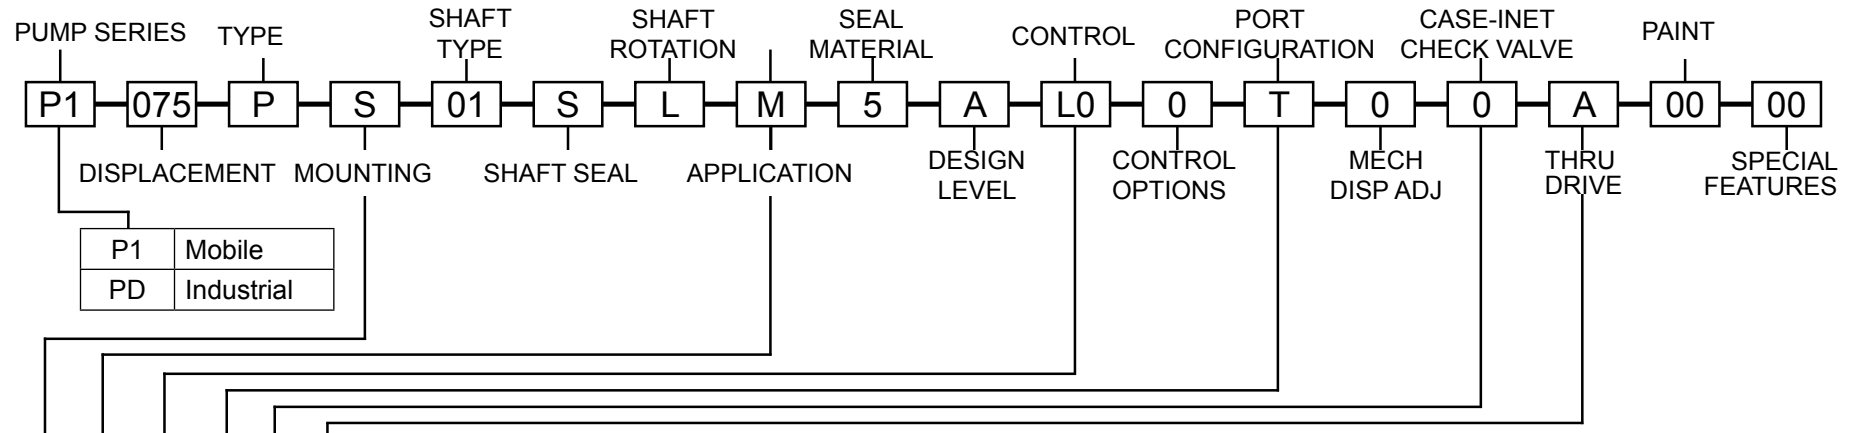 PUMP SERIES
TYPE
SHAFT
TYPE
SHAFT
ROTATION
SEAL
MATERIAL
CONTROL
PORT
CONFIGURATION
CASE-INET
CHECK VALVE
PAINT
P1 075 P S 01 S L M 5 A L0 0 T 0 0 A 00 00
DISPLACEMENT
MOUNTING
SHAFT SEAL
APPLICATION
DESIGN
LEVEL
CONTROL
OPTIONS
MECH
DISP ADJ
THRU
DRIVE
SPECIAL
FEATURES
P1 Mobile
PD Industrial